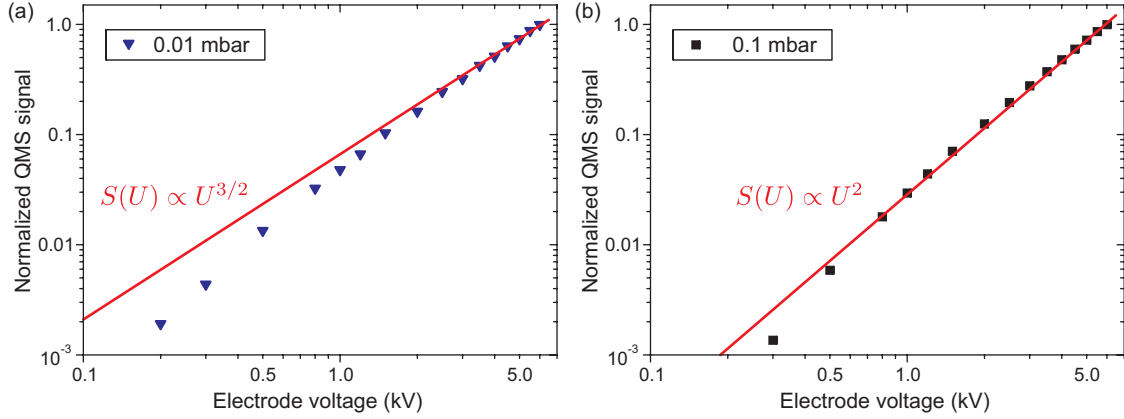 (a)
0.01 mbar
Normalized QMS signal
1.0
0.1
0.01
10⁻³
S(U) ∝ U^{3/2}
0.1
0.5
1.0
5.0
Electrode voltage (kV)
(b)
0.1 mbar
Normalized QMS signal
1.0
0.1
0.01
10⁻³
S(U) ∝ U²
0.1
0.5
1.0
5.0
Electrode voltage (kV)